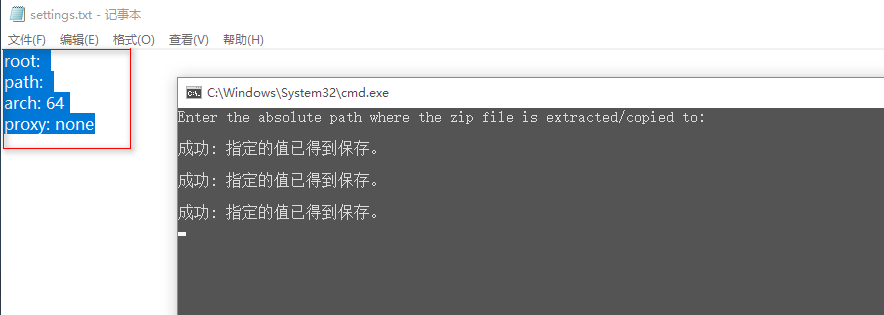 settings.txt - 记事本
文件(F) 编辑(E) 格式(O) 查看(V) 帮助(H)
root:
path:
arch: 64
proxy: none
C:\Windows\System32\cmd.exe
Enter the absolute path where the zip file is extracted/copied to:
成功: 指定的值已得到保存。
成功: 指定的值已得到保存。
成功: 指定的值已得到保存。